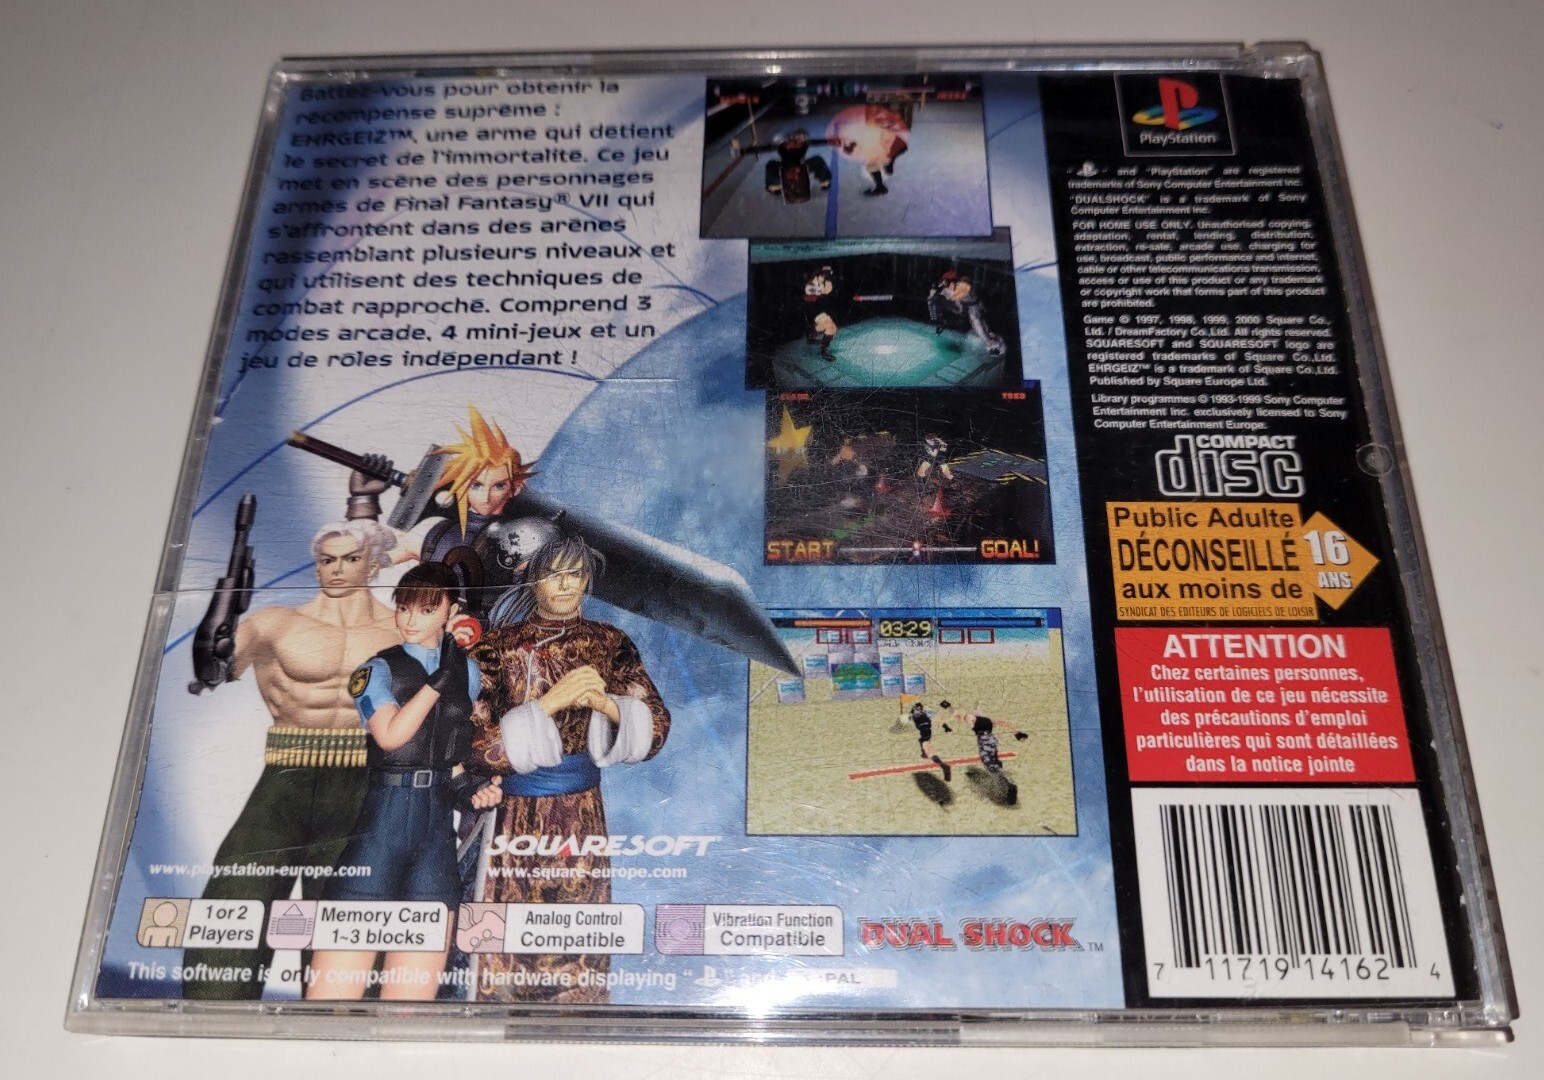 Battez-vous pour obtenir la
récompense suprême :
EHRGEIZ™, une arme qui détient
le secret de l'immortalité. Ce jeu
met en scène des personnages
armés de Final Fantasy® VII qui
s'affrontent dans des arènes
rassemblant plusieurs niveaux et
qui utilisent des techniques de
combat rapproché. Comprend 3
modes arcade, 4 mini-jeux et un
jeu de rôles indépendant !
START
GOAL!
03:29
SQUARESOFT
www.playstation-europe.com
www.square-europe.com
1 or 2
Players
Memory Card
1~3 blocks
Analog Control
Compatible
Vibration Function
Compatible
DUAL SHOCK™
This software is only compatible with hardware displaying " " and PAL
PlayStation
" " and "PlayStation" are registered
trademarks of Sony Computer Entertainment Inc.
"DUALSHOCK" is a trademark of Sony
Computer Entertainment Inc.
FOR HOME USE ONLY. Unauthorised copying,
adaptation, rental, lending, distribution,
extraction, re-sale, arcade use, charging for
use, broadcast, public performance and internet,
cable or other telecommunications transmission,
access or use of this product or any trademark
or copyright work that forms part of this product
are prohibited.
Game © 1997, 1998, 1999, 2000 Square Co.,
Ltd. / DreamFactory Co.,Ltd. All rights reserved.
SQUARESOFT and SQUARESOFT logo are
registered trademarks of Square Co.,Ltd.
EHRGEIZ™ is a trademark of Square Co.,Ltd.
Published by Square Europe Ltd.
Library programmes © 1993-1999 Sony Computer
Entertainment Inc. exclusively licensed to Sony
Computer Entertainment Europe.
COMPACT
disc
Public Adulte
DÉCONSEILLÉ
aux moins de
16
ANS
SYNDICAT DES EDITEURS DE LOGICIELS DE LOISIR
ATTENTION
Chez certaines personnes,
l'utilisation de ce jeu nécessite
des précautions d'emploi
particulières qui sont détaillées
dans la notice jointe
7 11719 14162 4